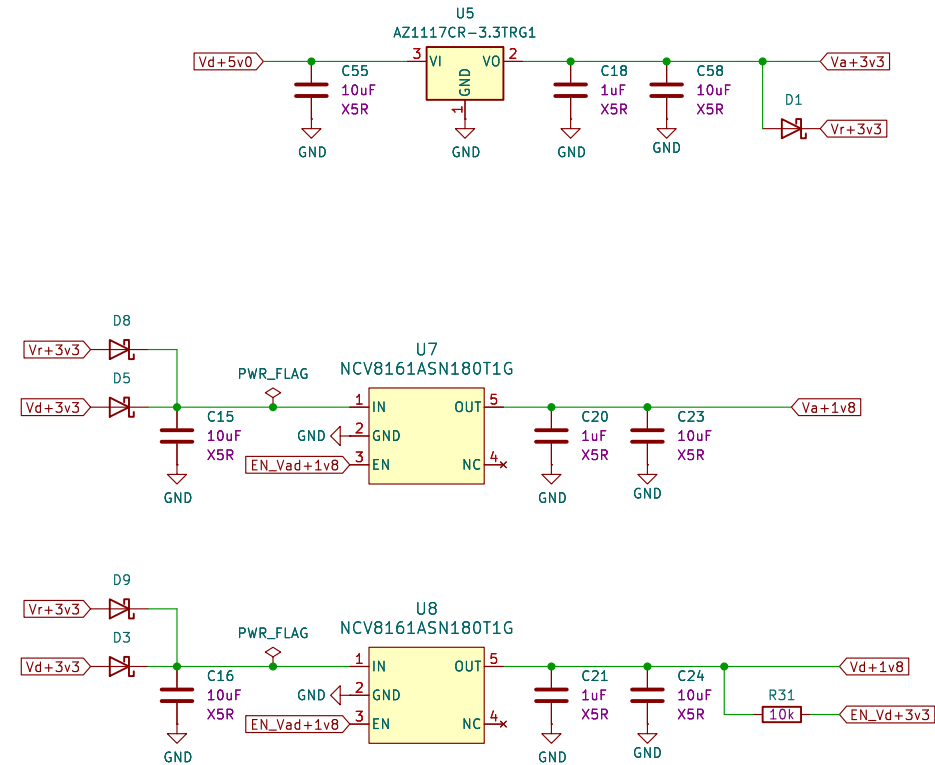 U5
AZ1117CR-3.3TRG1
Vd+5v0
3
VI
VO
2
GND
1
C55
10uF
X5R
C18
1uF
X5R
C58
10uF
X5R
Va+3v3
D1
Vr+3v3
GND
GND
GND
GND
D8
Vr+3v3
D5
Vd+3v3
PWR_FLAG
U7
NCV8161ASN180T1G
1
IN
OUT
5
GND
2
GND
EN_Vad+1v8
3
EN
NC
4
C15
10uF
X5R
C20
1uF
X5R
C23
10uF
X5R
Va+1v8
GND
GND
GND
D9
Vr+3v3
D3
Vd+3v3
PWR_FLAG
U8
NCV8161ASN180T1G
1
IN
OUT
5
GND
2
GND
EN_Vad+1v8
3
EN
NC
4
C16
10uF
X5R
C21
1uF
X5R
C24
10uF
X5R
Vd+1v8
R31
10k
EN_Vd+3v3
GND
GND
GND